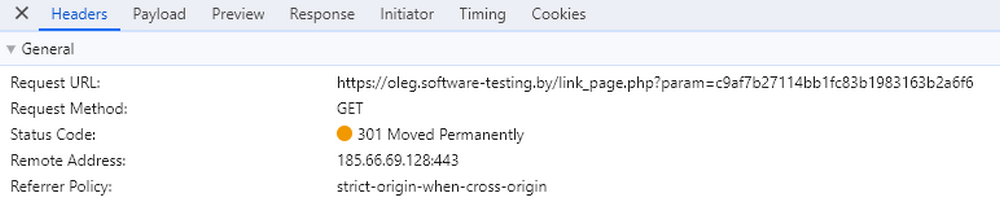 Headers Payload Preview Response Initiator Timing Cookies
General
Request URL: https://oleg.software-testing.by/link_page.php?param=c9af7b27114bb1fc83b1983163b2a6f6
Request Method: GET
Status Code: 301 Moved Permanently
Remote Address: 185.66.69.128:443
Referrer Policy: strict-origin-when-cross-origin